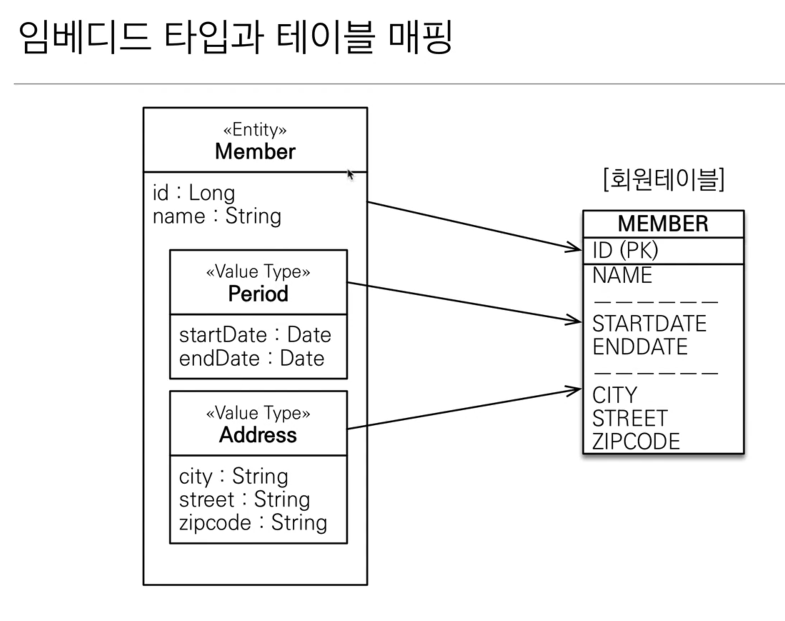 임베디드 타입과 테이블 매핑
«Entity»
Member
id : Long
name : String
«Value Type»
Period
startDate : Date
endDate : Date
«Value Type»
Address
city : String
street : String
zipcode : String
[회원테이블]
MEMBER
ID (PK)
NAME
STARTDATE
ENDDATE
CITY
STREET
ZIPCODE